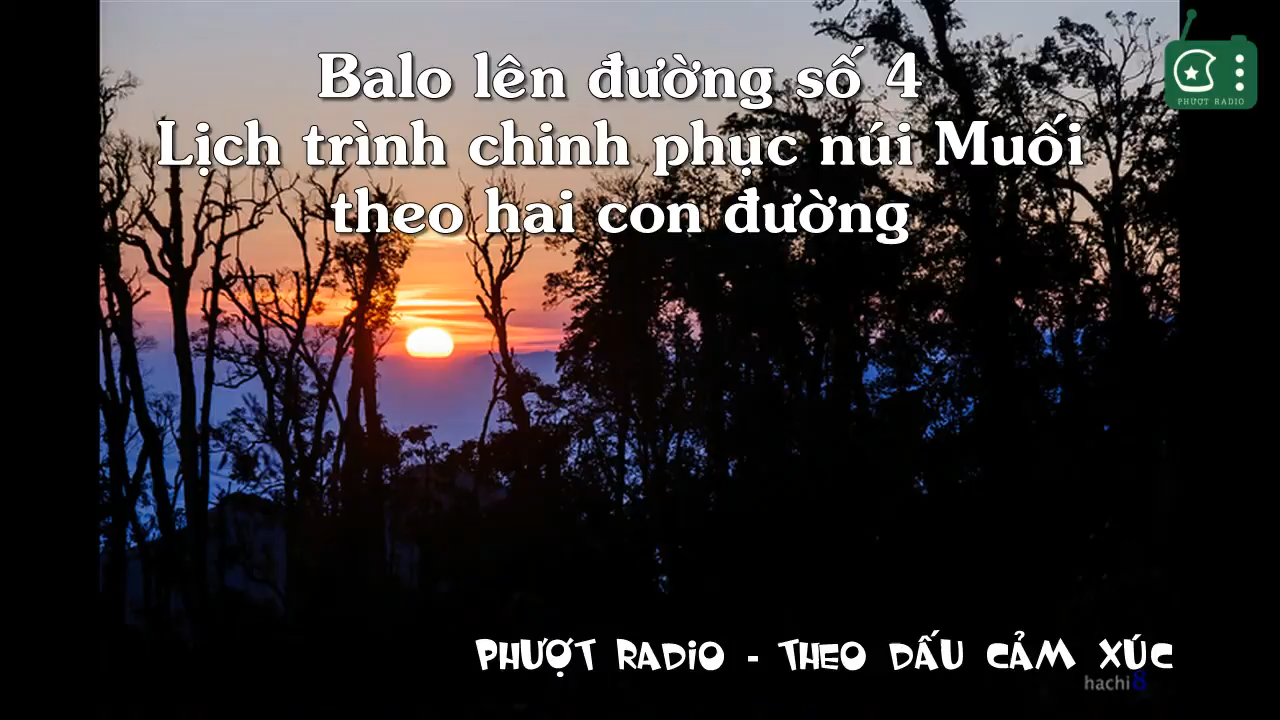 Balo lên đường số 4
Lịch trình chinh phục núi Muối
theo hai con đường
PHƯỢT RADIO
PHƯỢT RADIO - THEO DẤU CẢM XÚC
hachi8